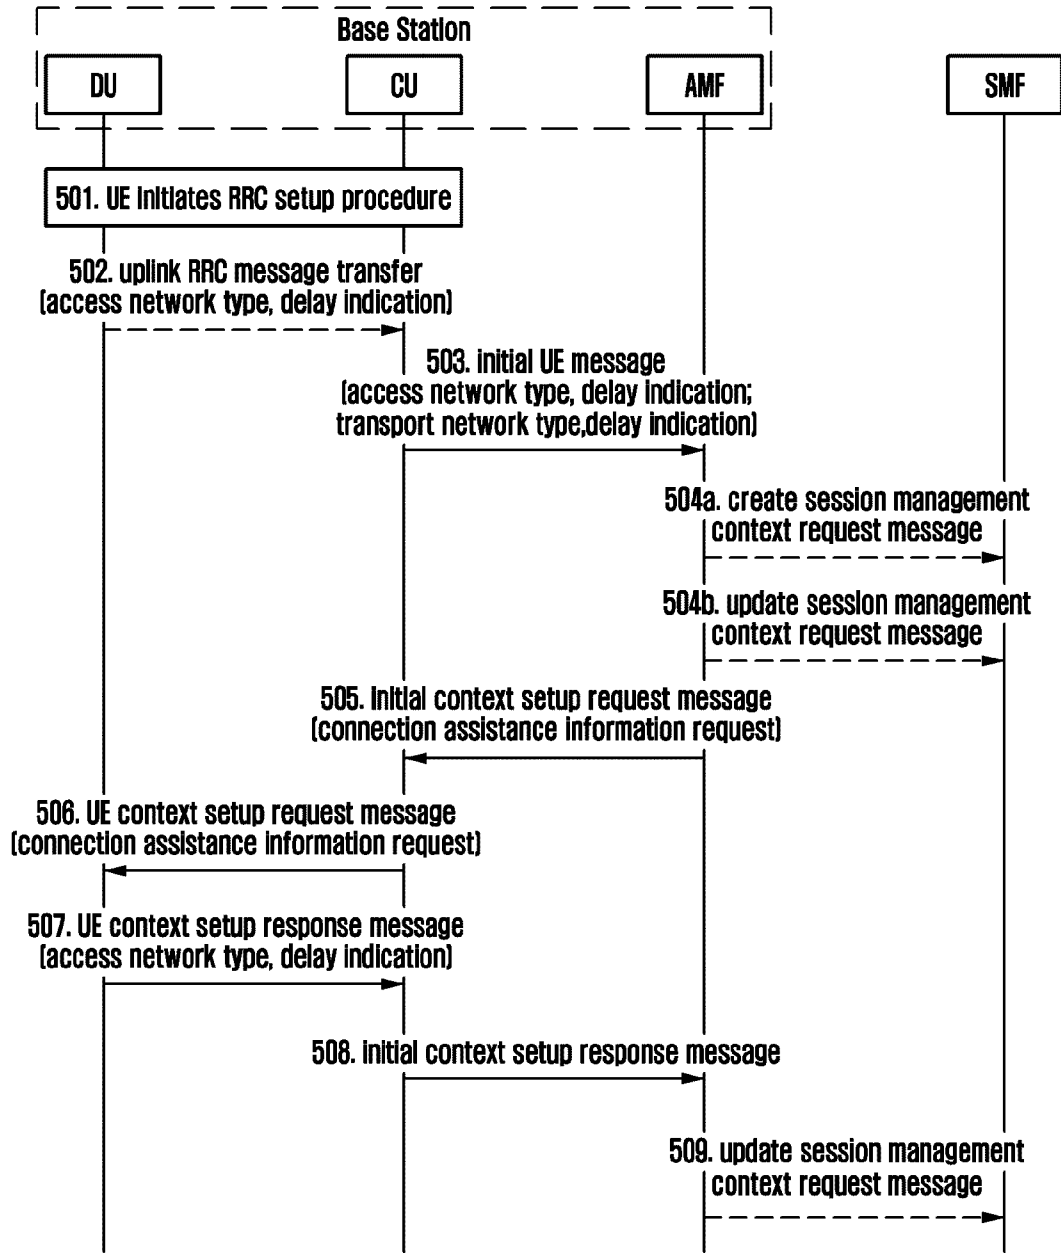 Base Station
DU
CU
AMF
SMF
501. UE initiates RRC setup procedure
502. uplink RRC message transfer
(access network type, delay indication)
503. initial UE message
(access network type, delay indication;
transport network type,delay indication)
504a. create session management
context request message
504b. update session management
context request message
505. initial context setup request message
(connection assistance information request)
506. UE context setup request message
(connection assistance information request)
507. UE context setup response message
(access network type, delay indication)
508. initial context setup response message
509. update session management
context request message